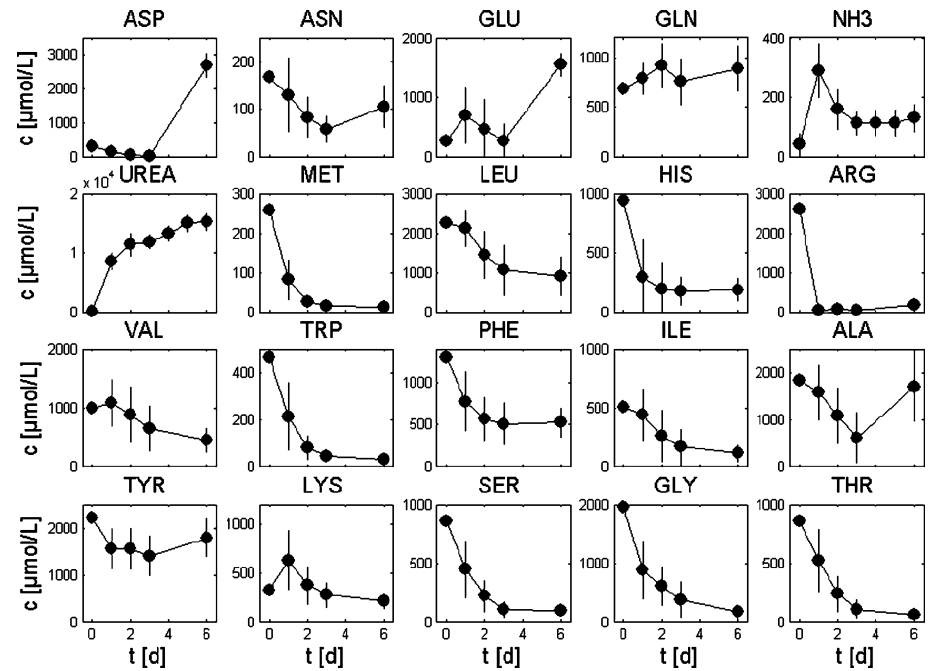 ASP ASN GLU GLN NH3
3000 2000 1000 0
200 150 100 50 0
2000 1000 0
1000 500 0
400 200 0
c [µmol/L]
x 10⁴ UREA MET LEU HIS ARG
2 1 0
300 200 100 0
3000 2000 1000 0
1000 500 0
3000 2000 1000 0
c [µmol/L]
VAL TRP PHE ILE ALA
2000 1000 0
400 200 0
1500 1000 500 0
1000 500 0
2000 1000 0
c [µmol/L]
TYR LYS SER GLY THR
2000 1000 0
1000 500 0
1000 500 0
2000 1000 0
1000 500 0
c [µmol/L]
0 2 4 6 0 2 4 6 0 2 4 6 0 2 4 6 0 2 4 6
t [d] t [d] t [d] t [d] t [d]